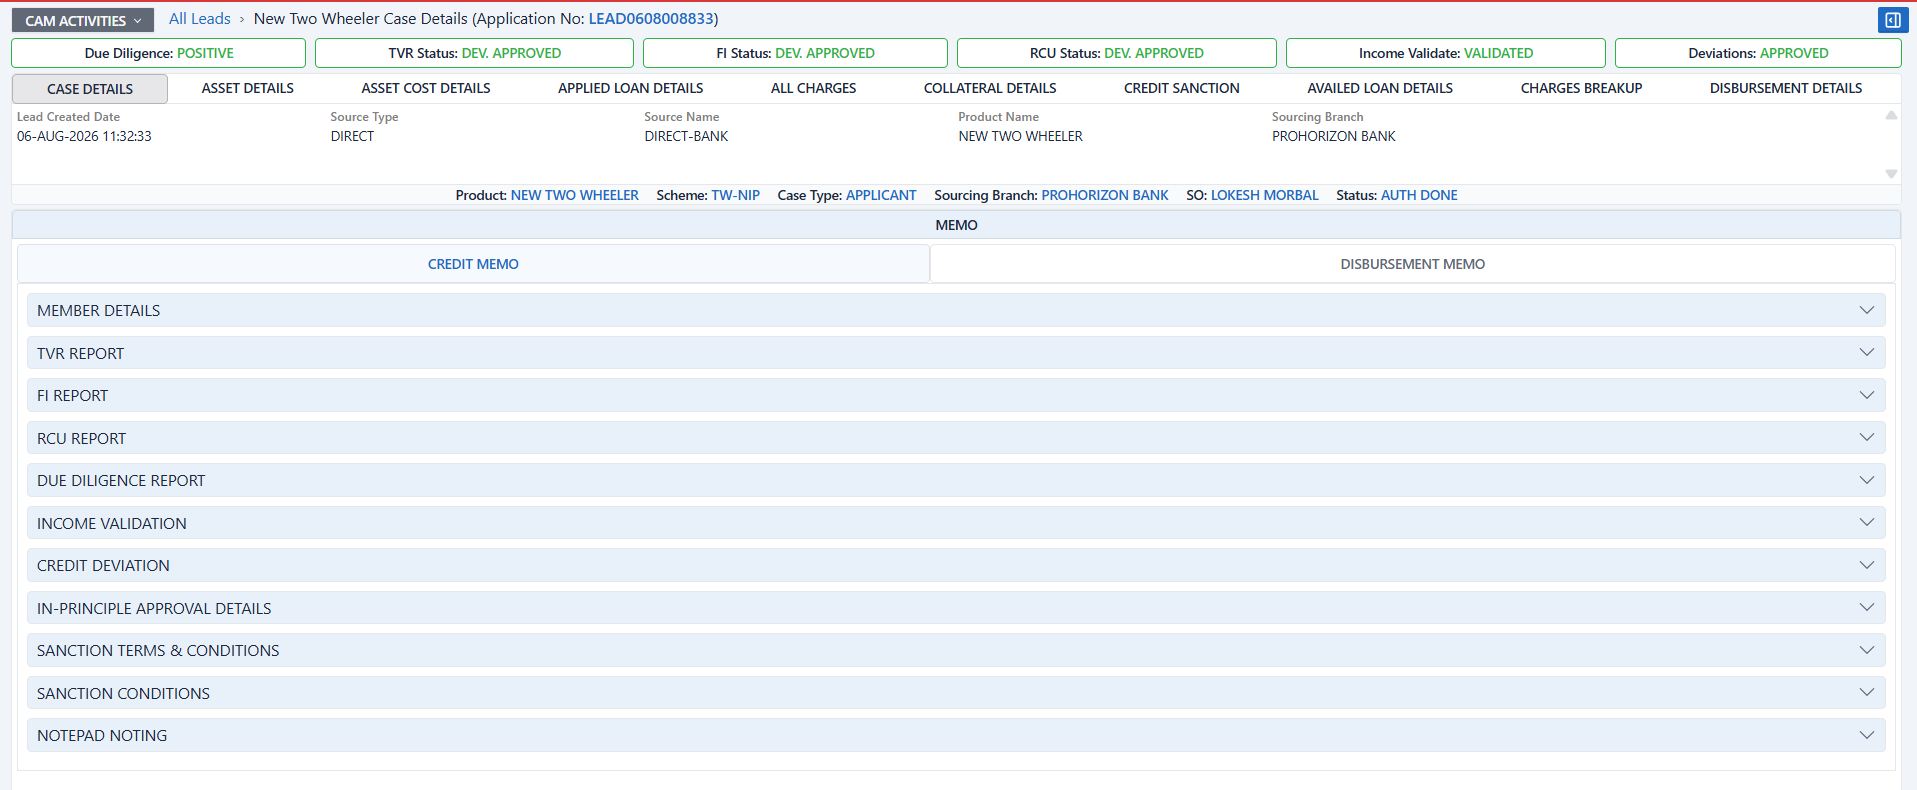 CAM ACTIVITIES All Leads › New Two Wheeler Case Details (Application No: LEAD0608008833)
Due Diligence: POSITIVE TVR Status: DEV. APPROVED FI Status: DEV. APPROVED RCU Status: DEV. APPROVED Income Validate: VALIDATED Deviations: APPROVED
CASE DETAILS ASSET DETAILS ASSET COST DETAILS APPLIED LOAN DETAILS ALL CHARGES COLLATERAL DETAILS CREDIT SANCTION AVAILED LOAN DETAILS CHARGES BREAKUP DISBURSEMENT DETAILS
Lead Created Date Source Type Source Name Product Name Sourcing Branch
06-AUG-2026 11:32:33 DIRECT DIRECT-BANK NEW TWO WHEELER PROHORIZON BANK
Product: NEW TWO WHEELER Scheme: TW-NIP Case Type: APPLICANT Sourcing Branch: PROHORIZON BANK SO: LOKESH MORBAL Status: AUTH DONE
MEMO
CREDIT MEMO DISBURSEMENT MEMO
MEMBER DETAILS
TVR REPORT
FI REPORT
RCU REPORT
DUE DILIGENCE REPORT
INCOME VALIDATION
CREDIT DEVIATION
IN-PRINCIPLE APPROVAL DETAILS
SANCTION TERMS & CONDITIONS
SANCTION CONDITIONS
NOTEPAD NOTING